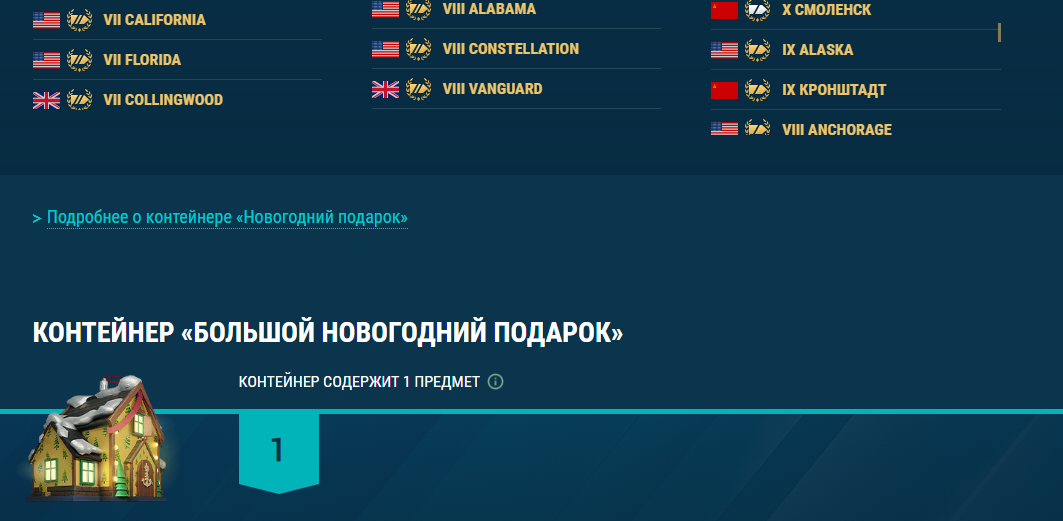 VII CALIFORNIA
VII FLORIDA
VII COLLINGWOOD
VIII ALABAMA
VIII CONSTELLATION
VIII VANGUARD
X СМОЛЕНСК
IX ALASKA
IX КРОНШТАДТ
VIII ANCHORAGE
> Подробнее о контейнере «Новогодний подарок»
КОНТЕЙНЕР «БОЛЬШОЙ НОВОГОДНИЙ ПОДАРОК»
КОНТЕЙНЕР СОДЕРЖИТ 1 ПРЕДМЕТ
1